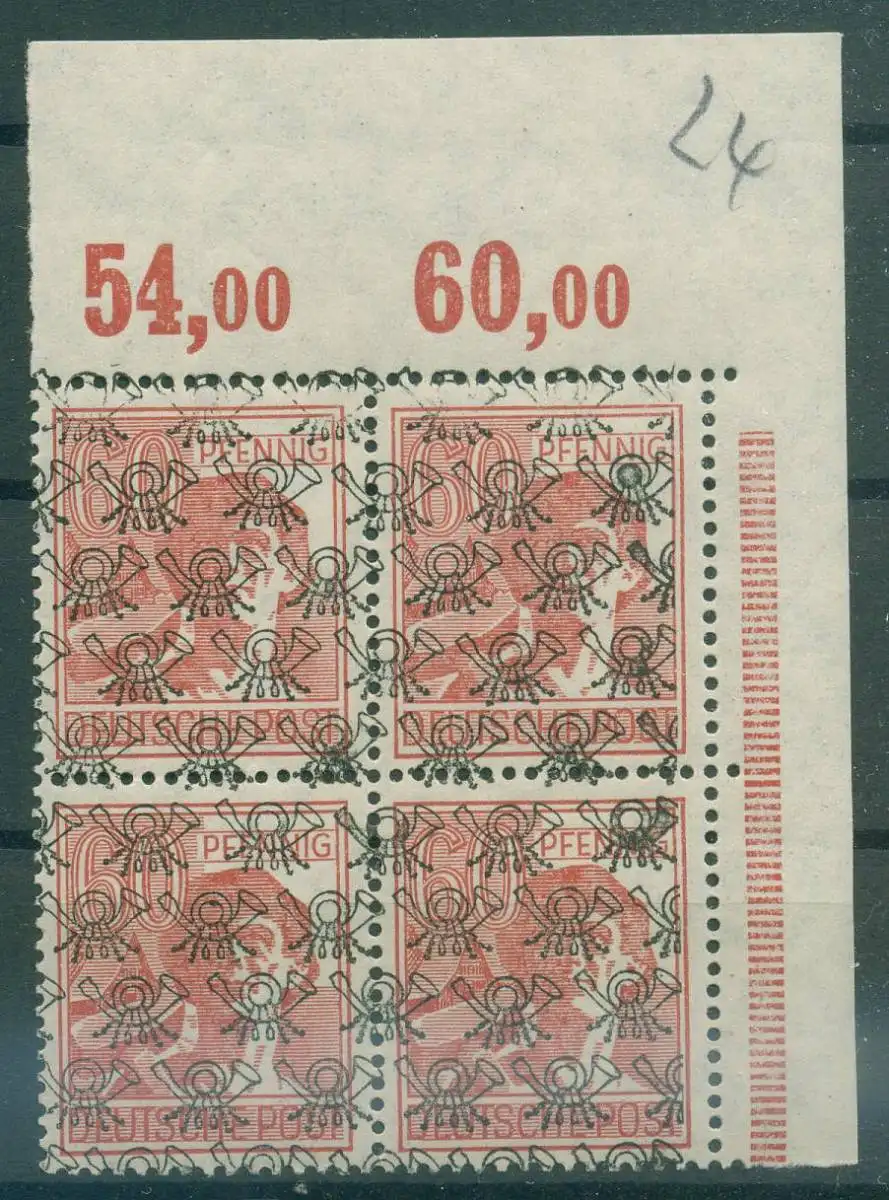 24
54,00 60,00
60 PFENNIG 60 PFENNIG
DEUTSCHE POST DEUTSCHE POST
60 PFENNIG 60 PFENNIG
DEUTSCHE POST DEUTSCHE POST